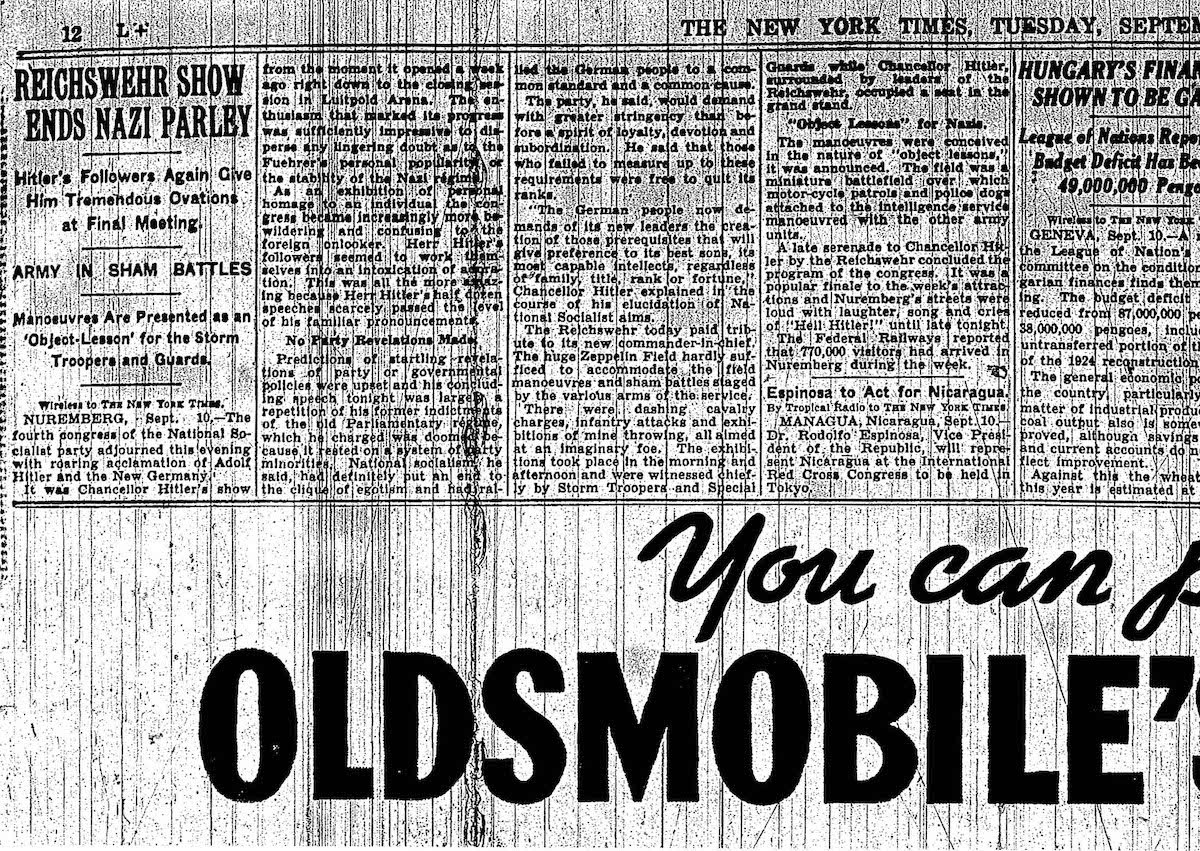 12 L+
THE NEW YORK TIMES, TUESDAY, SEPTE
REICHSWEHR SHOW
ENDS NAZI PARLEY
Hitler's Followers Again Give
Him Tremendous Ovations
at Final Meeting.
ARMY IN SHAM BATTLES
Manoeuvres Are Presented as an
'Object-Lesson' for the Storm
Troopers and Guards.
Wireless to THE NEW YORK TIMES.
NUREMBERG, Sept. 10.—The
fourth congress of the National So-
cialist party adjourned this evening
with roaring acclamation of Adolf
Hitler and the New Germany.
It was Chancellor Hitler's show
from the moment it opened a week
ago right down to the closing ses-
sion in Luitpold Arena. The en-
thusiasm that marked its progress
was sufficiently impressive to dis-
perse any lingering doubt as to the
Fuehrer's personal popularity or
the stability of the Nazi régime.
As an exhibition of personal
homage to an individual the con-
gress became increasingly more be-
wildering and confusing to the
foreign onlooker. Herr Hitler's
followers seemed to work them-
selves into an intoxication of adora-
tion. This was all the more amaz-
ing because Herr Hitler's half dozen
speeches scarcely passed the level
of his familiar pronouncements.
No Party Revelations Made.
Predictions of startling revela-
tions of party or governmental
policies were upset and his conclud-
ing speech tonight was largely a
repetition of his former indictments
of the old Parliamentary régime,
which he charged was doomed be-
cause it rested on a system of party
minorities. National socialism, he
said, had definitely put an end to
the clique of egotism and had ral-
lied the German people to a com-
mon standard and a common cause.
The party, he said, would demand
with greater stringency than be-
fore a spirit of loyalty, devotion and
subordination. He said that those
who failed to measure up to these
requirements were free to quit its
ranks.
"The German people now de-
mands of its new leaders the crea-
tion of those prerequisites that will
give preference to its best sons, its
most capable intellects, regardless
of family, title, rank or fortune,"
Chancellor Hitler explained in the
course of his elucidation of Na-
tional Socialist aims.
The Reichswehr today paid trib-
ute to its new commander-in-chief.
The huge Zeppelin Field hardly suf-
ficed to accommodate the field
manoeuvres and sham battles staged
by the various arms of the service.
There were dashing cavalry
charges, infantry attacks and exhi-
bitions of mine throwing, all aimed
at an imaginary foe. The exhibi-
tions took place in the morning and
afternoon and were witnessed chief-
ly by Storm Troopers and Special
Guards while Chancellor Hitler,
surrounded by leaders of the
Reichswehr, occupied a seat in the
grand stand.
"Object Lessons" for Nazis.
The manoeuvres were conceived
in the nature of "object lessons,"
it was announced. The field was a
miniature battlefield over which
motor-cycle patrols and police dogs
attached to the intelligence service
manoeuvred with the other army
units.
A late serenade to Chancellor Hit-
ler by the Reichswehr concluded the
program of the congress. It was a
popular finale to the week's attrac-
tions and Nuremberg's streets were
loud with laughter, song and cries
of "Heil Hitler!" until late tonight.
The Federal Railways reported
that 770,000 visitors had arrived in
Nuremberg during the week.
Espinosa to Act for Nicaragua.
By Tropical Radio to THE NEW YORK TIMES.
MANAGUA, Nicaragua, Sept. 10.—
Dr. Rodolfo Espinosa, Vice Presi-
dent of the Republic, will repre-
sent Nicaragua at the International
Red Cross Congress to be held in
Tokyo.
HUNGARY'S FINAN
SHOWN TO BE GA
League of Nations Repo
Budget Deficit Has Be
49,000,000 Pengo
Wireless to THE NEW YORK
GENEVA, Sept. 10.—A r
the League of Nation's
committee on the condition
garian finances finds them
ing. The budget deficit
reduced from 87,000,000 pe
38,000,000 pengoes, includ
untransferred portion of th
of the 1924 reconstruction
The general economic p
the country, particularly
matter of industrial produ
coal output also is somew
proved, although savings
and current accounts do n
flect improvement.
Against this the wheat
this year is estimated at
You can p
OLDSMOBILE'S